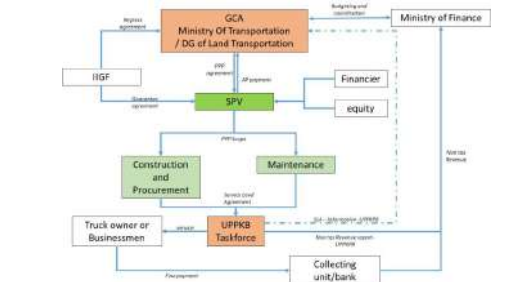 GCA
Ministry Of Transportation
/ DG of Land Transportation
Budgeting and
coordination
Ministry of Finance
Regress
agreement
PPP
agreement
AP payment
IIGF
Guarantee
agreement
SPV
Financier
equity
PPP Scope
Construction
and
Procurement
Maintenance
Service Level
Agreement
Truck owner or
Businessmen
UPPKB
Taskforce
UPPKB
Revenue
Fine payment
Collecting
unit/bank